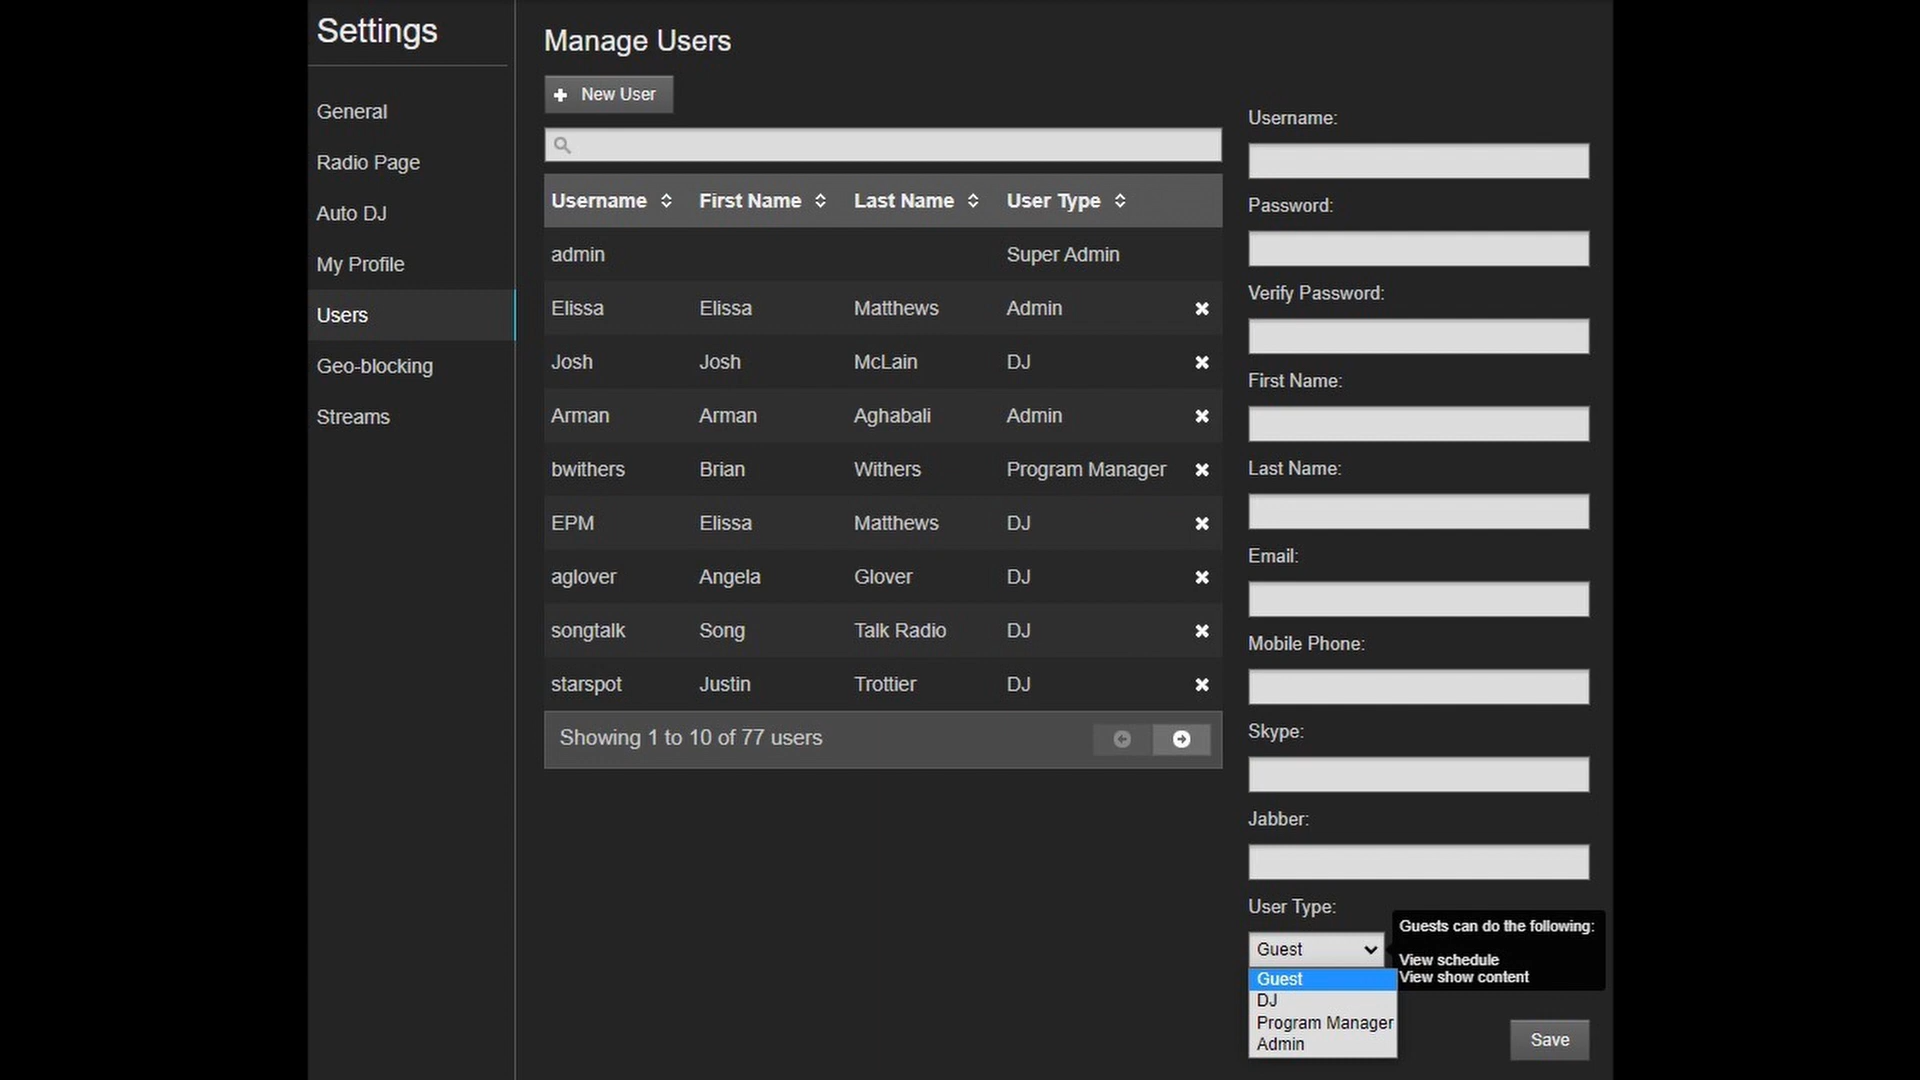 Settings
General
Radio Page
Auto DJ
My Profile
Users
Geo-blocking
Streams
Manage Users
New User
Username First Name Last Name User Type
admin Super Admin
Elissa Elissa Matthews Admin
Josh Josh McLain DJ
Arman Arman Aghabali Admin
bwithers Brian Withers Program Manager
EPM Elissa Matthews DJ
aglover Angela Glover DJ
songtalk Song Talk Radio DJ
starspot Justin Trottier DJ
Showing 1 to 10 of 77 users
Username:
Password:
Verify Password:
First Name:
Last Name:
Email:
Mobile Phone:
Skype:
Jabber:
User Type:
Guest
Guest
DJ
Program Manager
Admin
Guests can do the following:
View schedule
View show content
Save